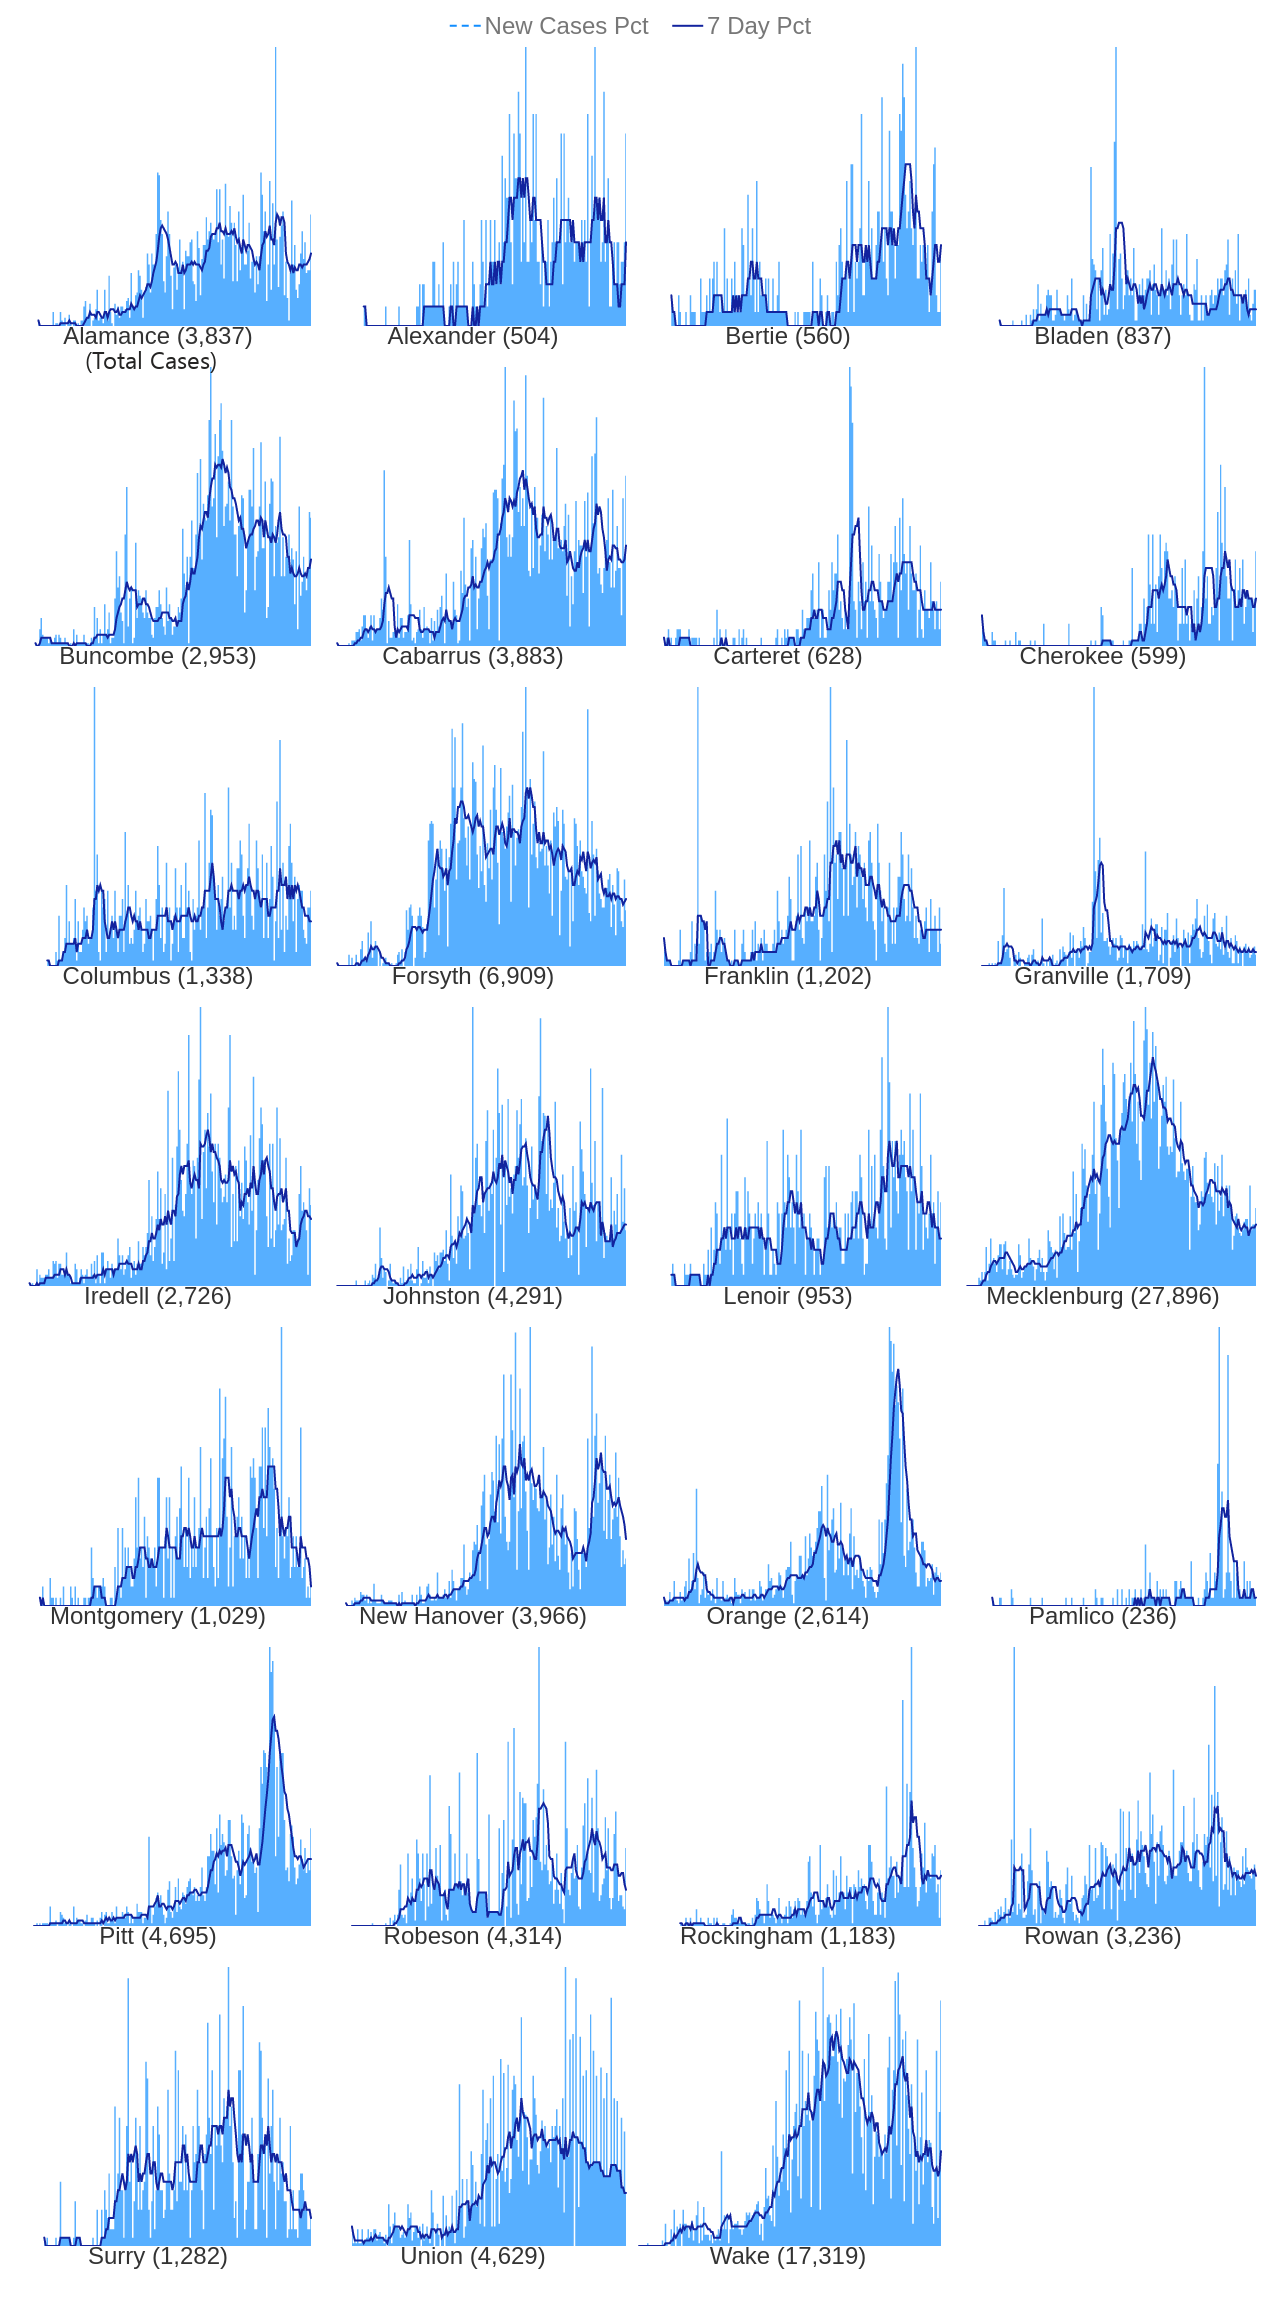 New Cases Pct 7 Day Pct
Alamance (3,837) Alexander (504) Bertie (560) Bladen (837)
(Total Cases)
Buncombe (2,953) Cabarrus (3,883) Carteret (628) Cherokee (599)
Columbus (1,338) Forsyth (6,909) Franklin (1,202) Granville (1,709)
Iredell (2,726) Johnston (4,291) Lenoir (953) Mecklenburg (27,896)
Montgomery (1,029) New Hanover (3,966) Orange (2,614) Pamlico (236)
Pitt (4,695) Robeson (4,314) Rockingham (1,183) Rowan (3,236)
Surry (1,282) Union (4,629) Wake (17,319)